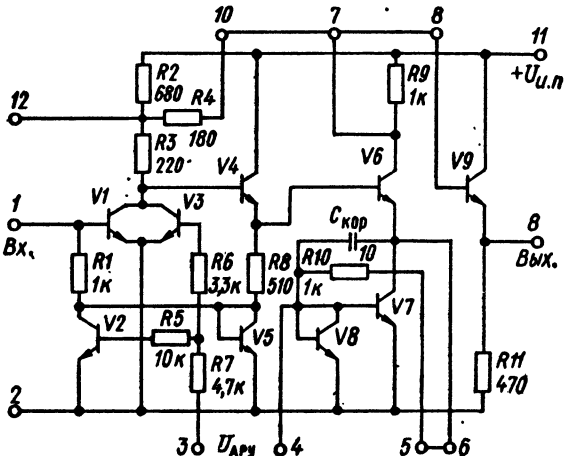 10 7 8
11
+Uи.п
R2
680
R4
180
R9
1к
12
R3
220
V4
V6
V9
V1 V3
1
Вх.
Cкор
10
8
Вых.
R1
1к
R6
3,3к
R8
510
R10
1к
V7
V2
R5
10к
V5
V8
R7
4,7к
R11
470
2
3 UАРУ 4 5 6